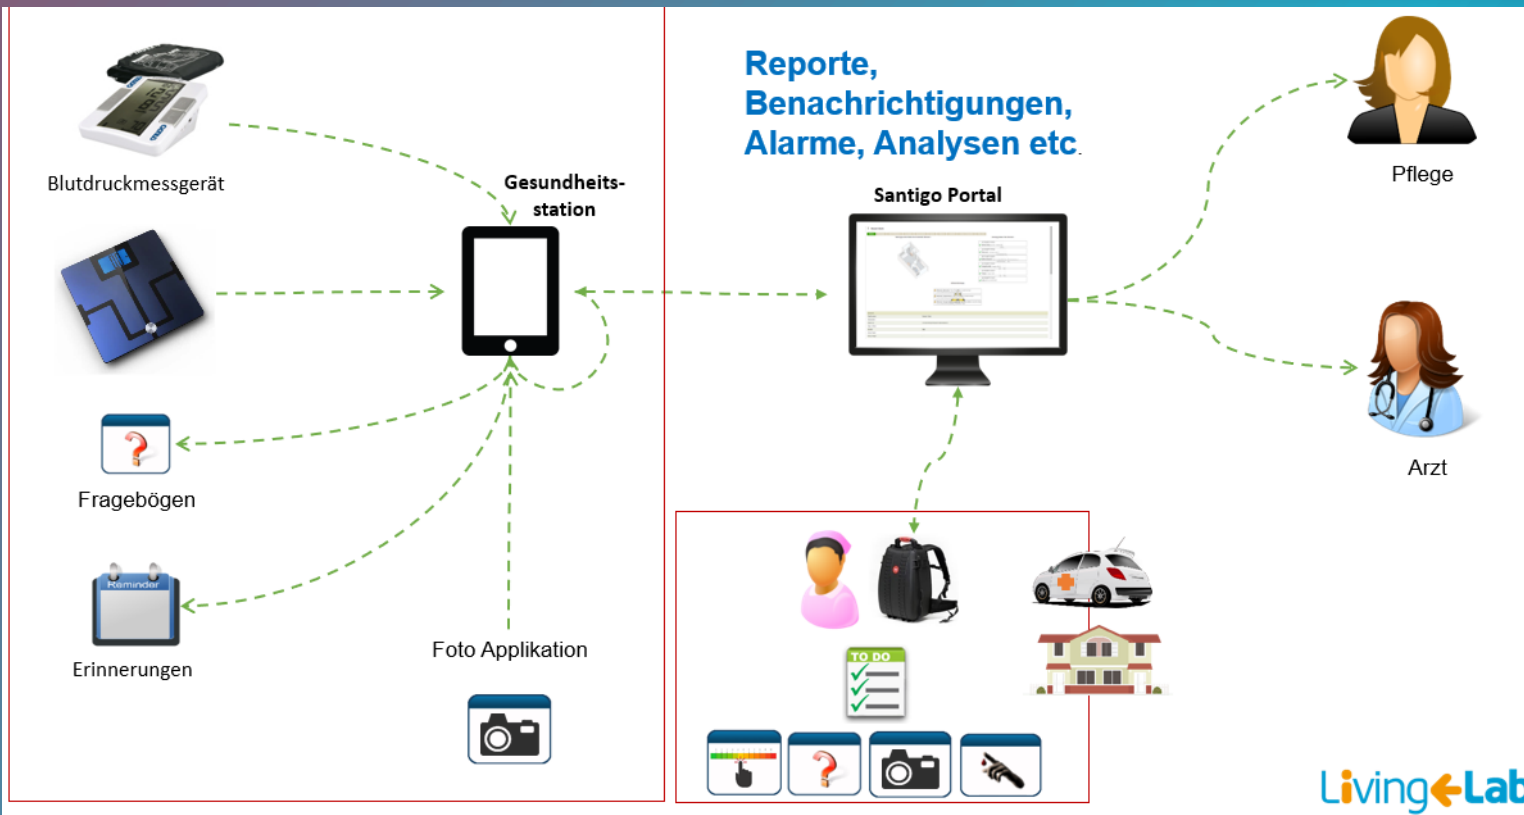 Reporte,
Benachrichtigungen,
Alarme, Analysen etc.
Blutdruckmessgerät
Gesundheits-
station
Santigo Portal
Pflege
Fragebögen
Arzt
Reminder
Erinnerungen
Foto Applikation
TO DO
Living Lab